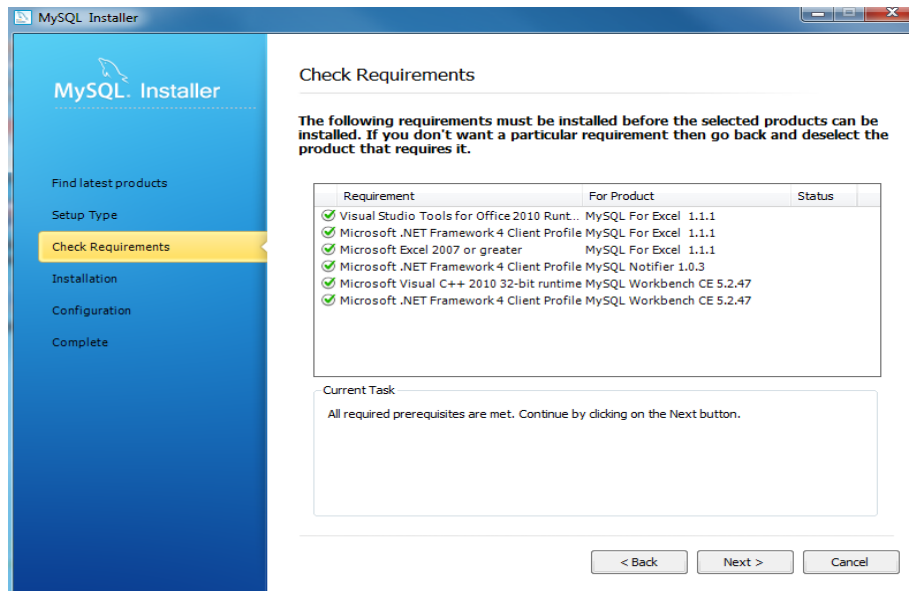 MySQL Installer
MySQL. Installer
Find latest products
Setup Type
Check Requirements
Installation
Configuration
Complete
Check Requirements
The following requirements must be installed before the selected products can be
installed. If you don't want a particular requirement then go back and deselect the
product that requires it.
Requirement For Product Status
Visual Studio Tools for Office 2010 Runt... MySQL For Excel 1.1.1
Microsoft .NET Framework 4 Client Profile MySQL For Excel 1.1.1
Microsoft Excel 2007 or greater MySQL For Excel 1.1.1
Microsoft .NET Framework 4 Client Profile MySQL Notifier 1.0.3
Microsoft Visual C++ 2010 32-bit runtime MySQL Workbench CE 5.2.47
Microsoft .NET Framework 4 Client Profile MySQL Workbench CE 5.2.47
Current Task
All required prerequisites are met. Continue by clicking on the Next button.
< Back Next > Cancel